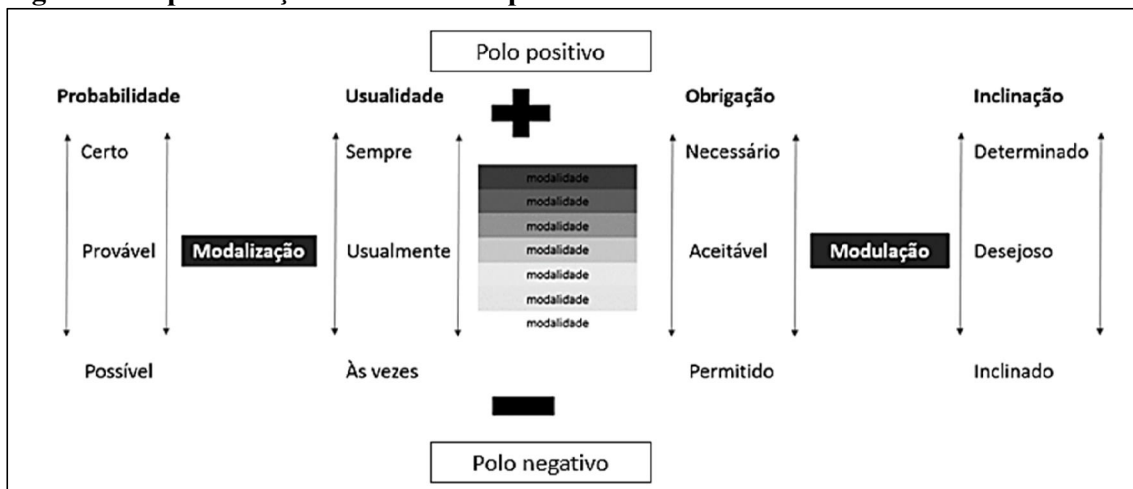 Polo positivo
Probabilidade Usualidade Obrigação Inclinação
Certo Sempre Necessário Determinado
modalidade
modalidade
modalidade
Provável Modalização Usualmente modalidade Aceitável Modulação Desejoso
modalidade
modalidade
modalidade
Possível Às vezes Permitido Inclinado
Polo negativo